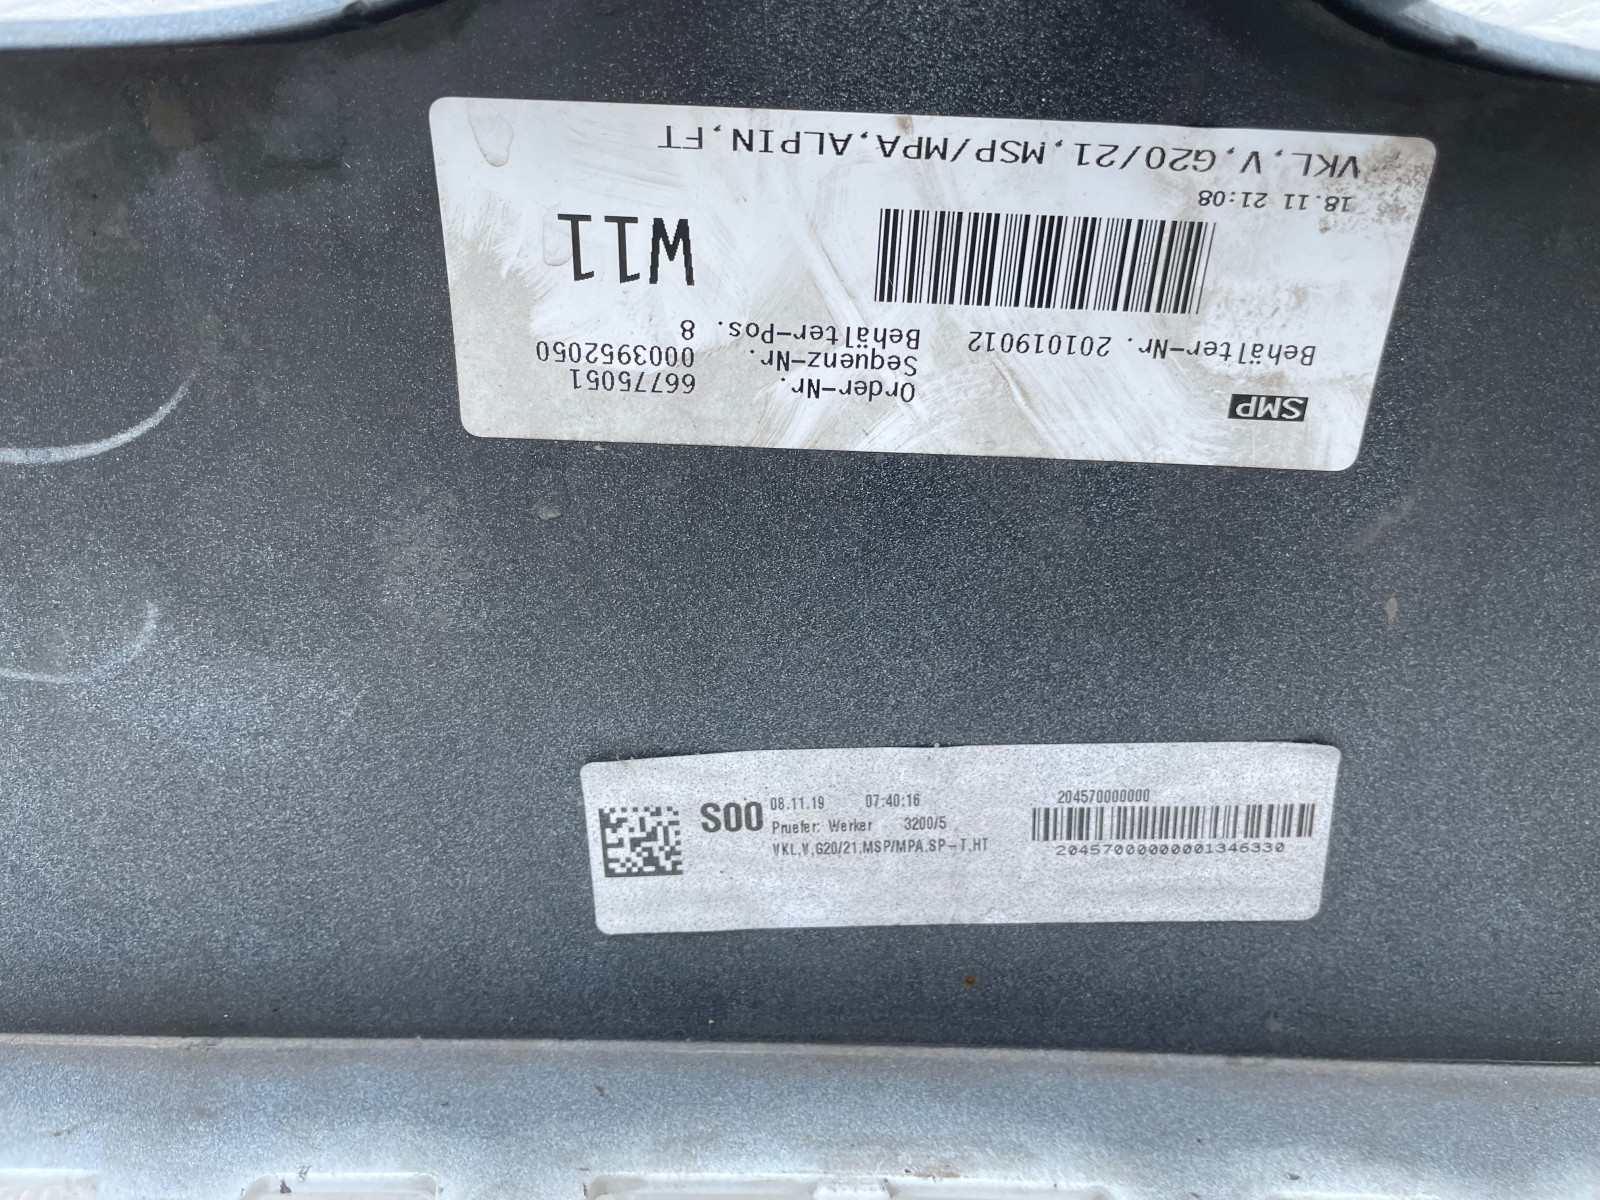 VKL,V,G20/21,MSP/MPA,ALPIN,FT
18.11 21:08
W11
Behälter-Nr. 201019012
Behälter-Pos. 8
Sequenz-Nr. 0003952050
Order-Nr. 66775051
SMP
S00
08.11.19 07:40:16
Pruefer: Werker 3200/5
VKL,V,G20/21,MSP/MPA,SP-T,HT
204570000000
20457000000001346330